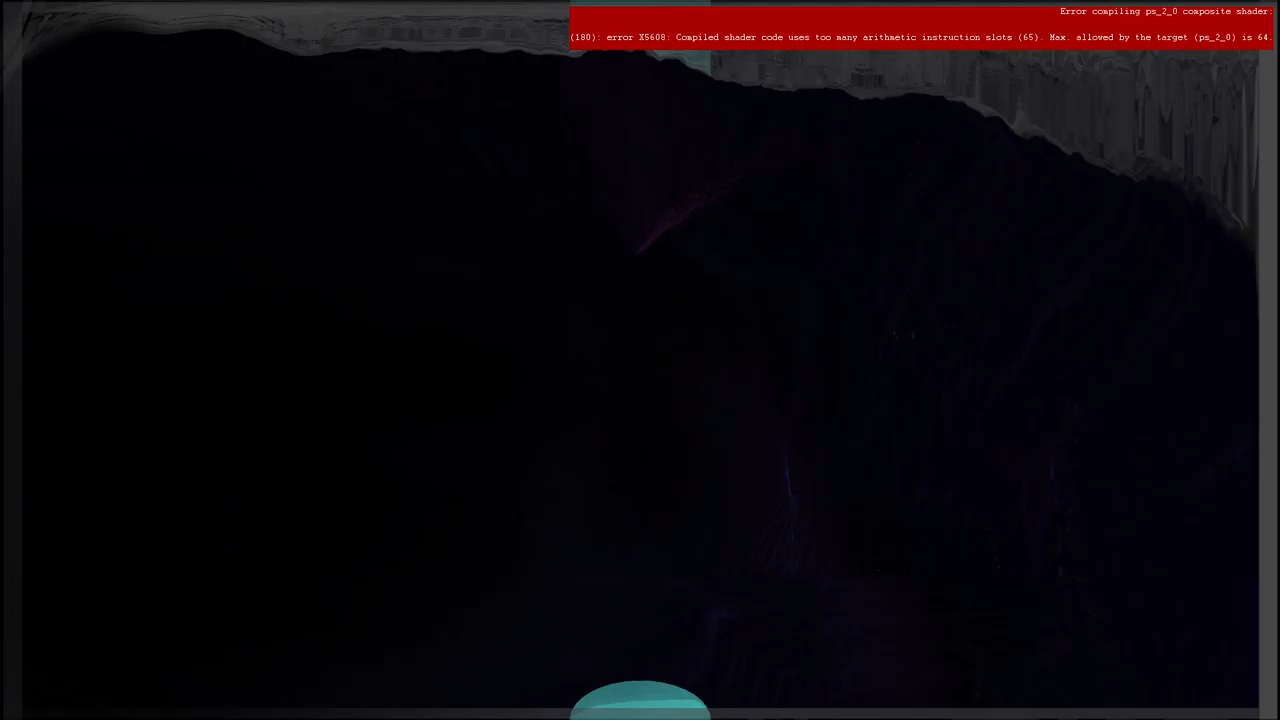 Error compiling ps_2_0 composite shader:
(180): error X5608: Compiled shader code uses too many arithmetic instruction slots (65). Max. allowed by the target (ps_2_0) is 64.